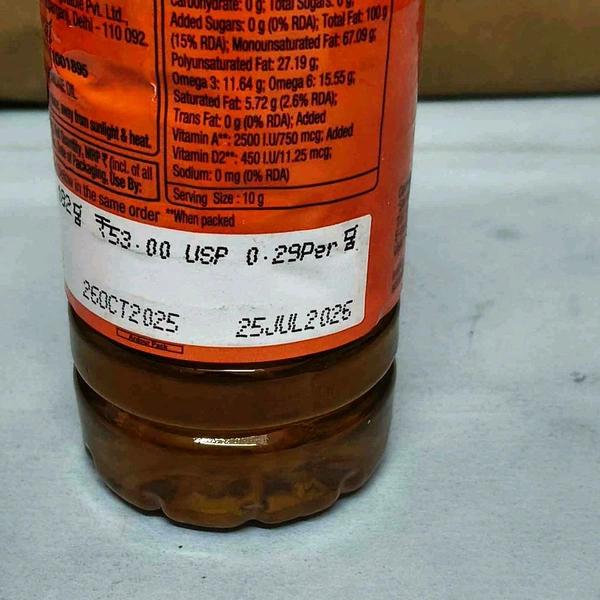 Pvt. Ltd.,
Delhi - 110 092.
1001895
away from sunlight & heat.
Quantity, MRP ₹ (incl. of all
of Packaging, Use By:
in the same order
Carbohydrate: 0 g; Total Sugars: 0 g;
Added Sugars: 0 g (0% RDA); Total Fat: 100 g
(15% RDA); Monounsaturated Fat: 67.09 g;
Polyunsaturated Fat: 27.19 g;
Omega 3: 11.64 g; Omega 6: 15.55 g;
Saturated Fat: 5.72 g (2.6% RDA);
Trans Fat: 0 g (0% RDA); Added
Vitamin A**: 2500 I.U/750 mcg; Added
Vitamin D2**: 450 I.U/11.25 mcg;
Sodium: 0 mg (0% RDA)
Serving Size : 10 g
**When packed
182g ₹53.00 USP 0.29Per g
26OCT2025 25JUL2026